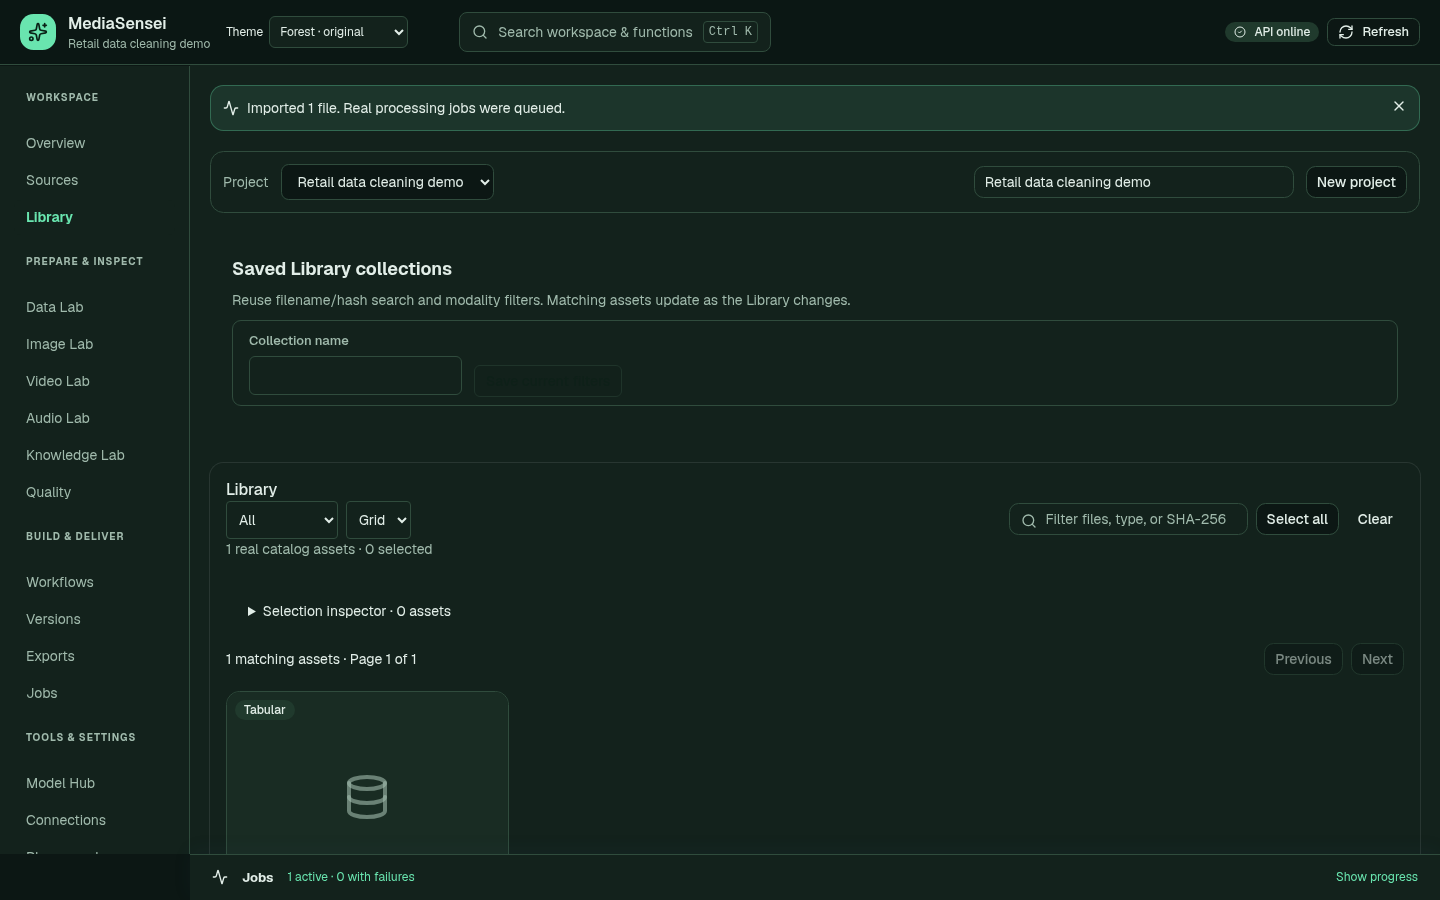 MediaSensei
Retail data cleaning demo
Theme
Forest · original
Search workspace & functions
Ctrl K
API online
Refresh
WORKSPACE
Overview
Sources
Library
PREPARE & INSPECT
Data Lab
Image Lab
Video Lab
Audio Lab
Knowledge Lab
Quality
BUILD & DELIVER
Workflows
Versions
Exports
Jobs
TOOLS & SETTINGS
Model Hub
Connections
Imported 1 file. Real processing jobs were queued.
Project
Retail data cleaning demo
Retail data cleaning demo
New project
Saved Library collections
Reuse filename/hash search and modality filters. Matching assets update as the Library changes.
Collection name
Library
All
Grid
Filter files, type, or SHA-256
Select all
Clear
1 real catalog assets · 0 selected
Selection inspector · 0 assets
1 matching assets · Page 1 of 1
Previous
Next
Tabular
Jobs
1 active · 0 with failures
Show progress